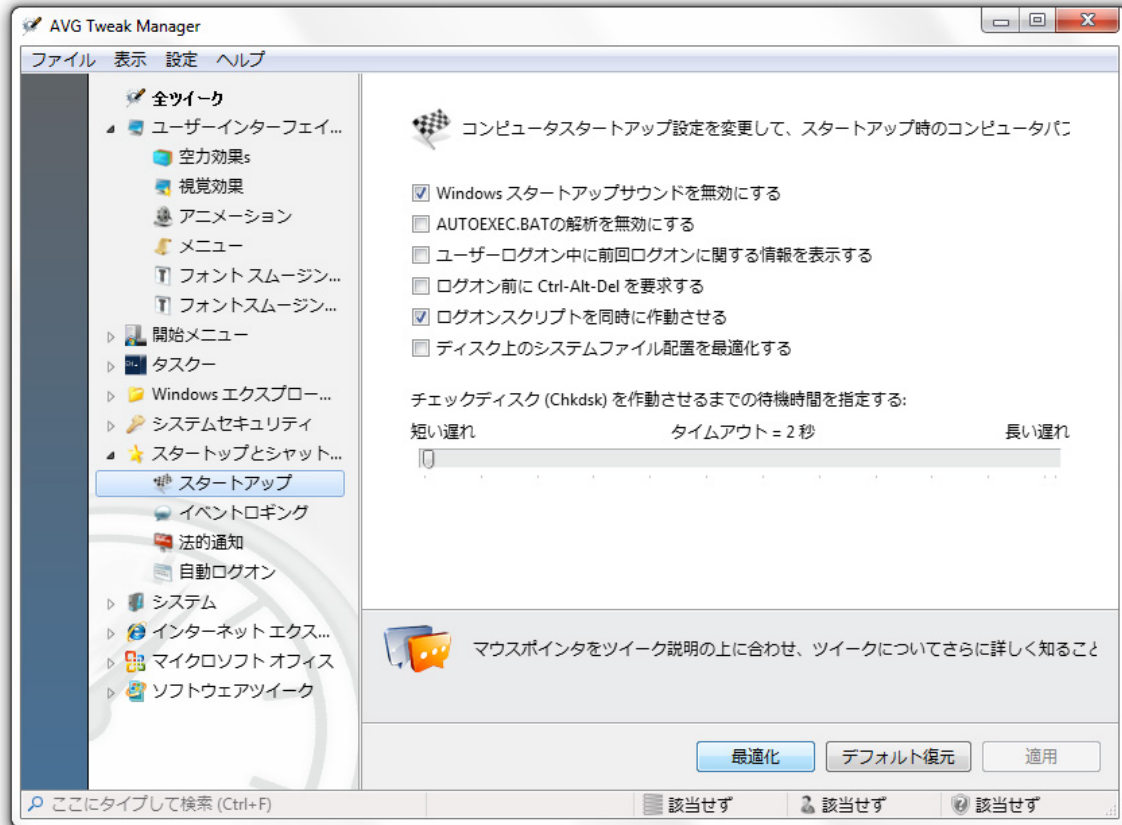 AVG Tweak Manager
ファイル 表示 設定 ヘルプ
全ツイーク
ユーザーインターフェイ...
空力効果s
視覚効果
アニメーション
メニュー
フォント スムージン...
フォントスムージン...
開始メニュー
タスクー
Windows エクスプロー...
システムセキュリティ
スタートップとシャット...
スタートアップ
イベントロギング
法的通知
自動ログオン
システム
インターネット エクス...
マイクロソフト オフィス
ソフトウェアツイーク
コンピュータスタートアップ設定を変更して、スタートアップ時のコンピュータパフ
Windows スタートアップサウンドを無効にする
AUTOEXEC.BATの解析を無効にする
ユーザーログオン中に前回ログオンに関する情報を表示する
ログオン前に Ctrl-Alt-Del を要求する
ログオンスクリプトを同時に作動させる
ディスク上のシステムファイル配置を最適化する
チェックディスク (Chkdsk) を作動させるまでの待機時間を指定する:
短い遅れ タイムアウト = 2 秒 長い遅れ
マウスポインタをツイーク説明の上に合わせ、ツイークについてさらに詳しく知ること
最適化 デフォルト復元 適用
ここにタイプして検索 (Ctrl+F) 該当せず 該当せず 該当せず